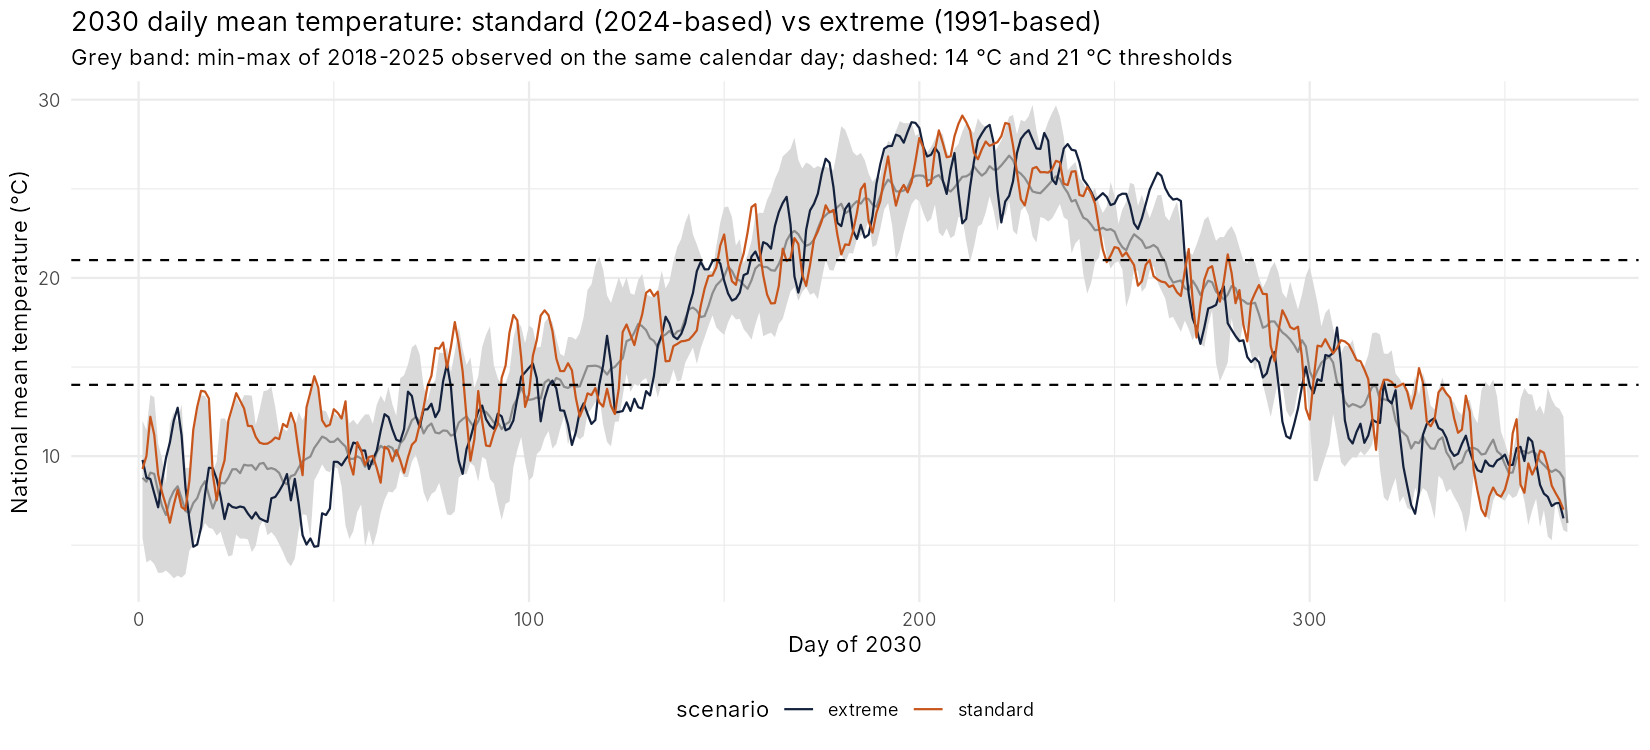 2030 daily mean temperature: standard (2024-based) vs extreme (1991-based)
Grey band: min-max of 2018-2025 observed on the same calendar day; dashed: 14 °C and 21 °C thresholds
National mean temperature (°C)
30
20
10
0
100
200
300
Day of 2030
scenario
extreme
standard